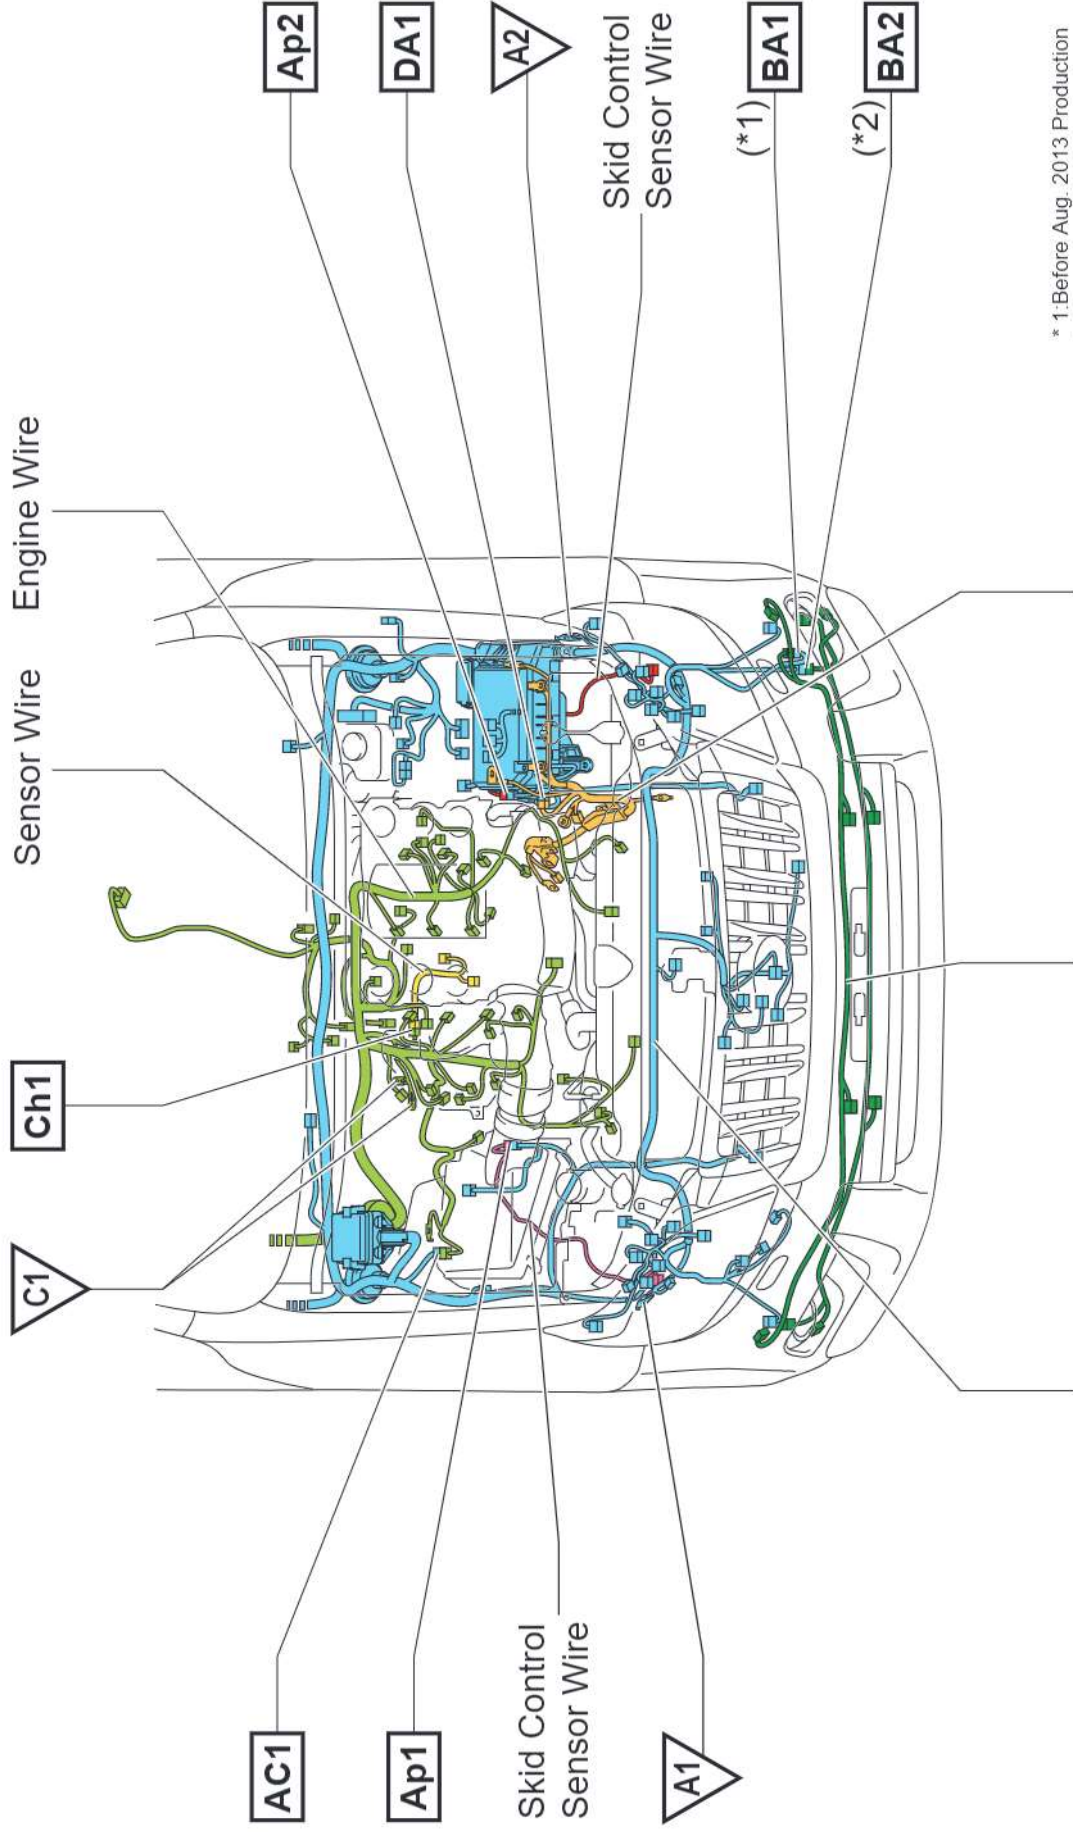 AC1
Ap1
Skid Control
Sensor Wire
A1
C1
Ch1
Sensor Wire
Engine Wire
Ap2
DA1
A2
Skid Control
Sensor Wire
(*1) BA1
(*2) BA2
* 1:Before Aug. 2013 Production